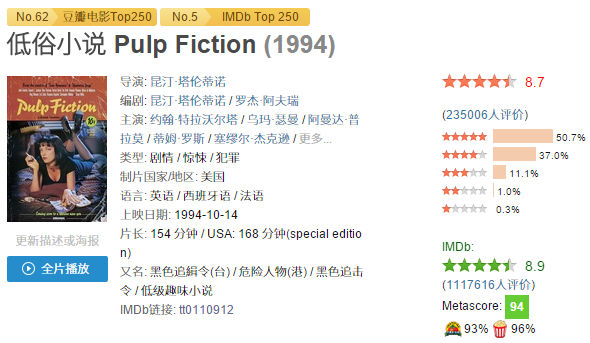 No.62 豆瓣电影Top250 No.5 IMDb Top 250
低俗小说 Pulp Fiction (1994)
Pulp Fiction
10¢
更新描述或海报
全片播放
导演: 昆汀·塔伦蒂诺
编剧: 昆汀·塔伦蒂诺 / 罗杰·阿夫瑞
主演: 约翰·特拉沃尔塔 / 乌玛·瑟曼 / 阿曼达·普
拉莫 / 蒂姆·罗斯 / 塞缪尔·杰克逊 / 更多...
类型: 剧情 / 惊悚 / 犯罪
制片国家/地区: 美国
语言: 英语 / 西班牙语 / 法语
上映日期: 1994-10-14
片长: 154 分钟 / USA: 168 分钟(special editio
n)
又名: 黑色追緝令(台) / 危险人物(港) / 黑色追击
令 / 低级趣味小说
IMDb链接: tt0110912
8.7
(235006人评价)
50.7%
37.0%
11.1%
1.0%
0.3%
IMDB:
8.9
(1117616人评价)
Metascore: 94
93% 96%